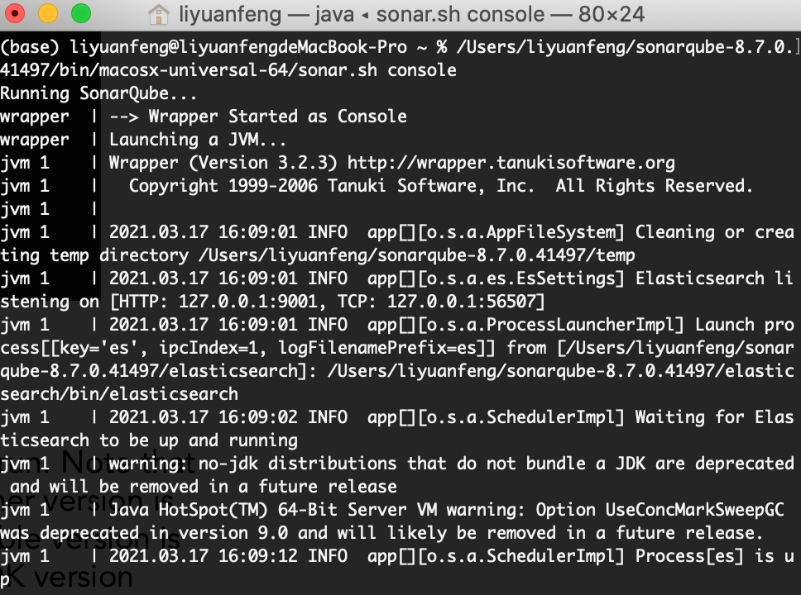 liyuanfeng — java ◂ sonar.sh console — 80×24
(base) liyuanfeng@liyuanfengdeMacBook-Pro ~ % /Users/liyuanfeng/sonarqube-8.7.0.]
41497/bin/macosx-universal-64/sonar.sh console
Running SonarQube...
wrapper  | --> Wrapper Started as Console
wrapper  | Launching a JVM...
jvm 1    | Wrapper (Version 3.2.3) http://wrapper.tanukisoftware.org
jvm 1    |   Copyright 1999-2006 Tanuki Software, Inc.  All Rights Reserved.
jvm 1    |
jvm 1    | 2021.03.17 16:09:01 INFO  app[][o.s.a.AppFileSystem] Cleaning or crea
ting temp directory /Users/liyuanfeng/sonarqube-8.7.0.41497/temp
jvm 1    | 2021.03.17 16:09:01 INFO  app[][o.s.a.es.EsSettings] Elasticsearch li
stening on [HTTP: 127.0.0.1:9001, TCP: 127.0.0.1:56507]
jvm 1    | 2021.03.17 16:09:01 INFO  app[][o.s.a.ProcessLauncherImpl] Launch pro
cess[[key='es', ipcIndex=1, logFilenamePrefix=es]] from [/Users/liyuanfeng/sonar
qube-8.7.0.41497/elasticsearch]: /Users/liyuanfeng/sonarqube-8.7.0.41497/elastic
search/bin/elasticsearch
jvm 1    | 2021.03.17 16:09:02 INFO  app[][o.s.a.SchedulerImpl] Waiting for Elas
ticsearch to be up and running
jvm 1    | warning: no-jdk distributions that do not bundle a JDK are deprecated
 and will be removed in a future release
jvm 1    | Java HotSpot(TM) 64-Bit Server VM warning: Option UseConcMarkSweepGC
was deprecated in version 9.0 and will likely be removed in a future release.
jvm 1    | 2021.03.17 16:09:12 INFO  app[][o.s.a.SchedulerImpl] Process[es] is u
p
Note that
version is
version is
K version